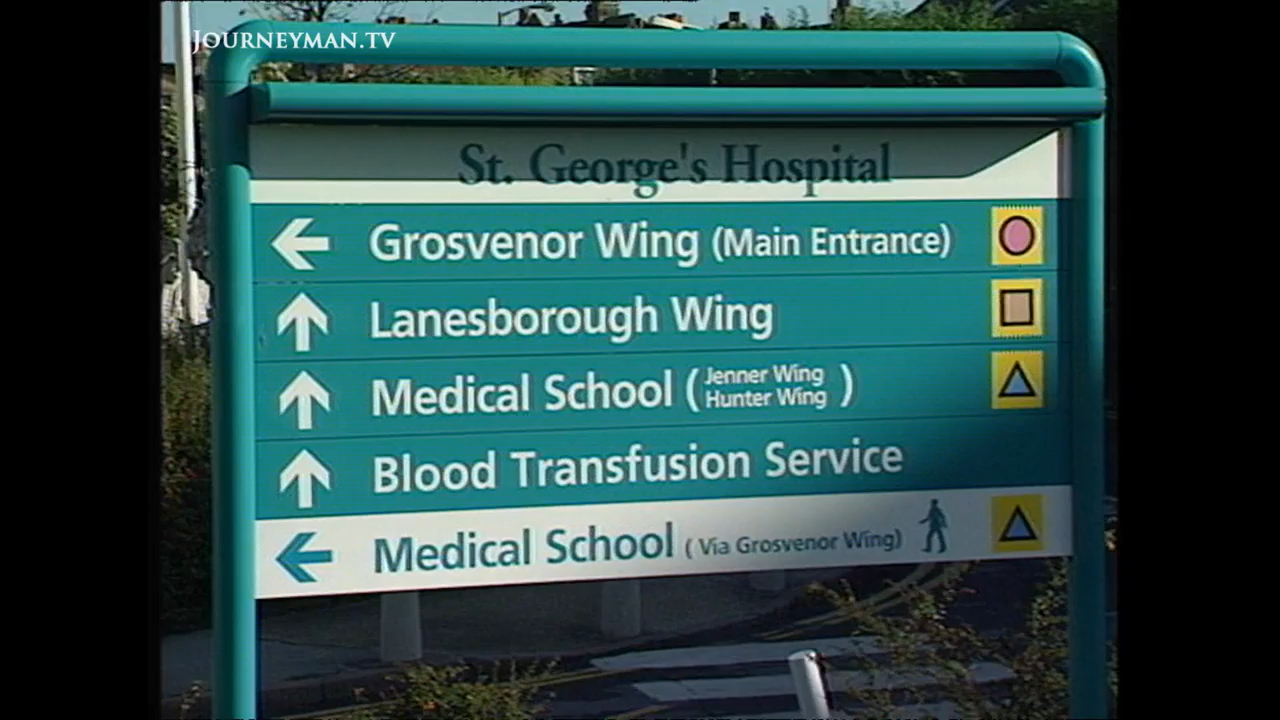 JOURNEYMAN.TV
St. George's Hospital
Grosvenor Wing (Main Entrance)
Lanesborough Wing
Medical School (Jenner Wing
Hunter Wing)
Blood Transfusion Service
Medical School (Via Grosvenor Wing)